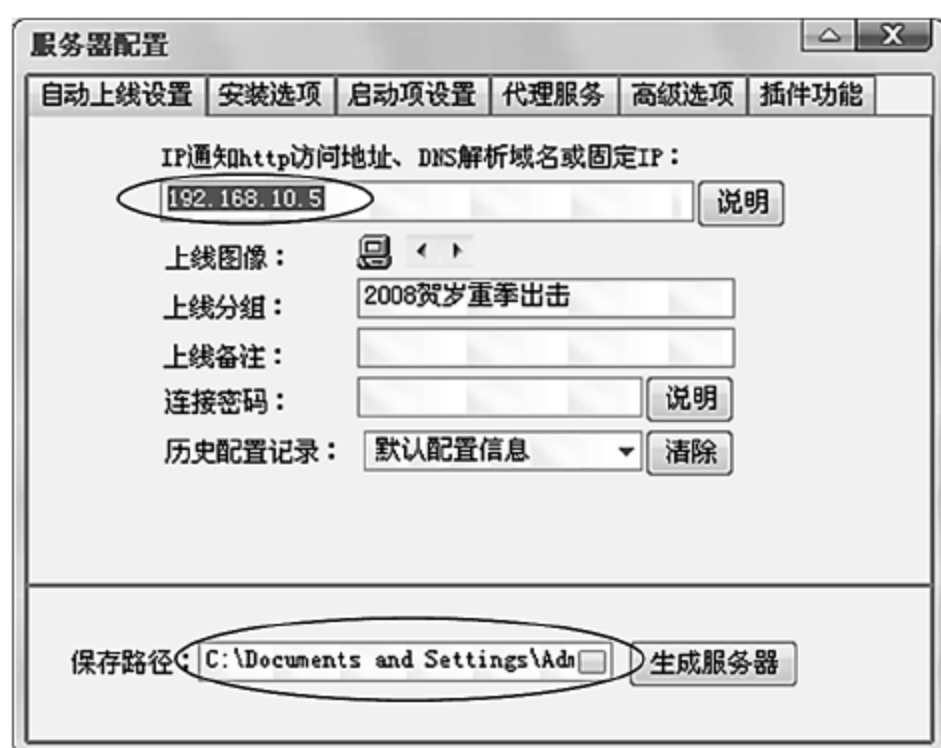 服务器配置
自动上线设置 安装选项 启动项设置 代理服务 高级选项 插件功能
IP通知http访问地址、DNS解析域名或固定IP：
192.168.10.5 说明
上线图像：
上线分组： 2008贺岁重拳出击
上线备注：
连接密码： 说明
历史配置记录： 默认配置信息 清除
保存路径： C:\Documents and Settings\Adm 生成服务器